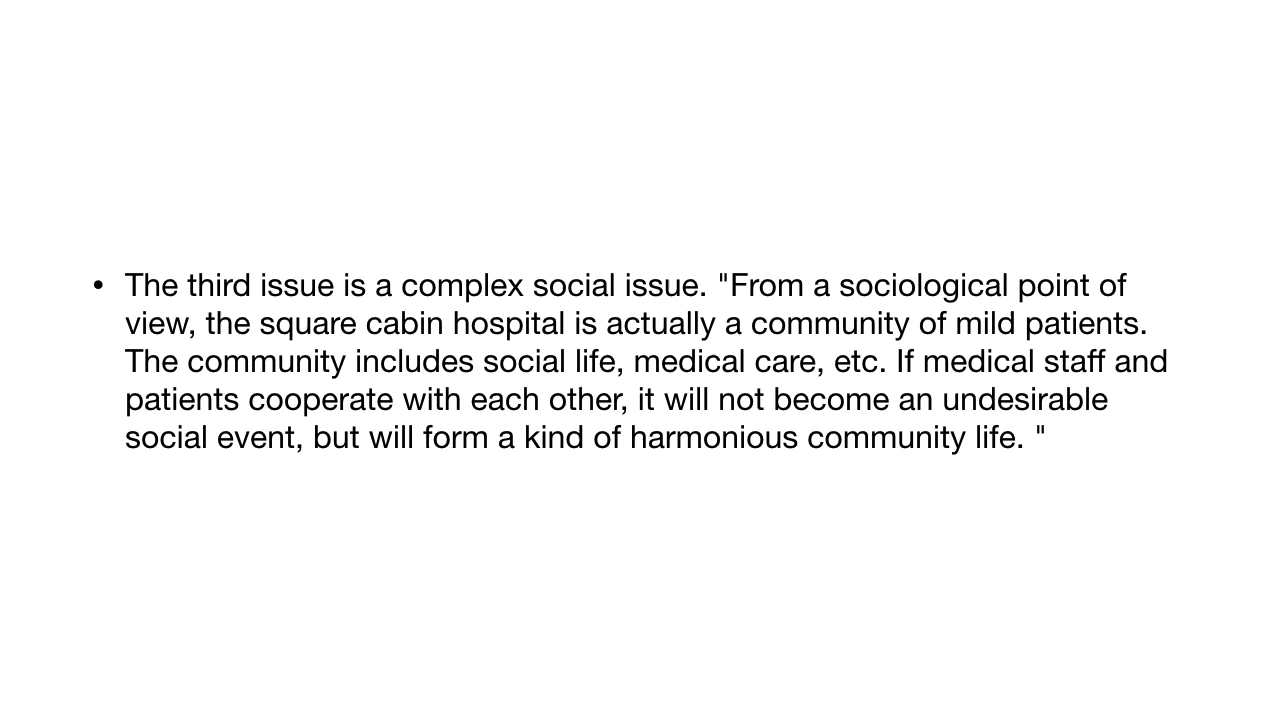 • The third issue is a complex social issue. "From a sociological point of
view, the square cabin hospital is actually a community of mild patients.
The community includes social life, medical care, etc. If medical staff and
patients cooperate with each other, it will not become an undesirable
social event, but will form a kind of harmonious community life. "